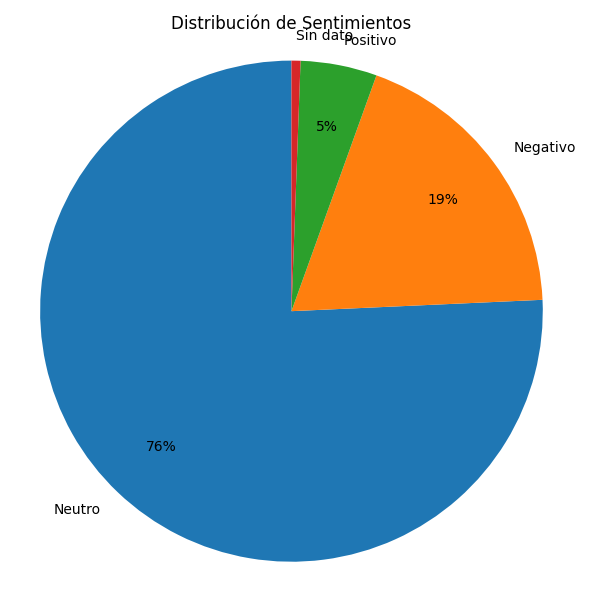 Distribución de Sentimientos
Sin dato
Positivo
5%
Negativo
19%
76%
Neutro